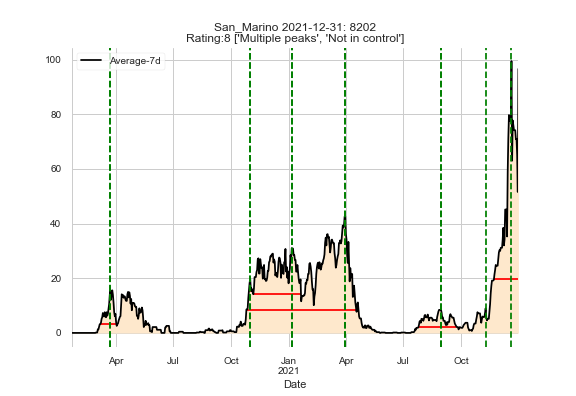 San_Marino 2021-12-31: 8202
Rating:8 ['Multiple peaks', 'Not in control']
Average-7d
100
80
60
40
20
0
Apr Jul Oct Jan Apr Jul Oct
2021
Date